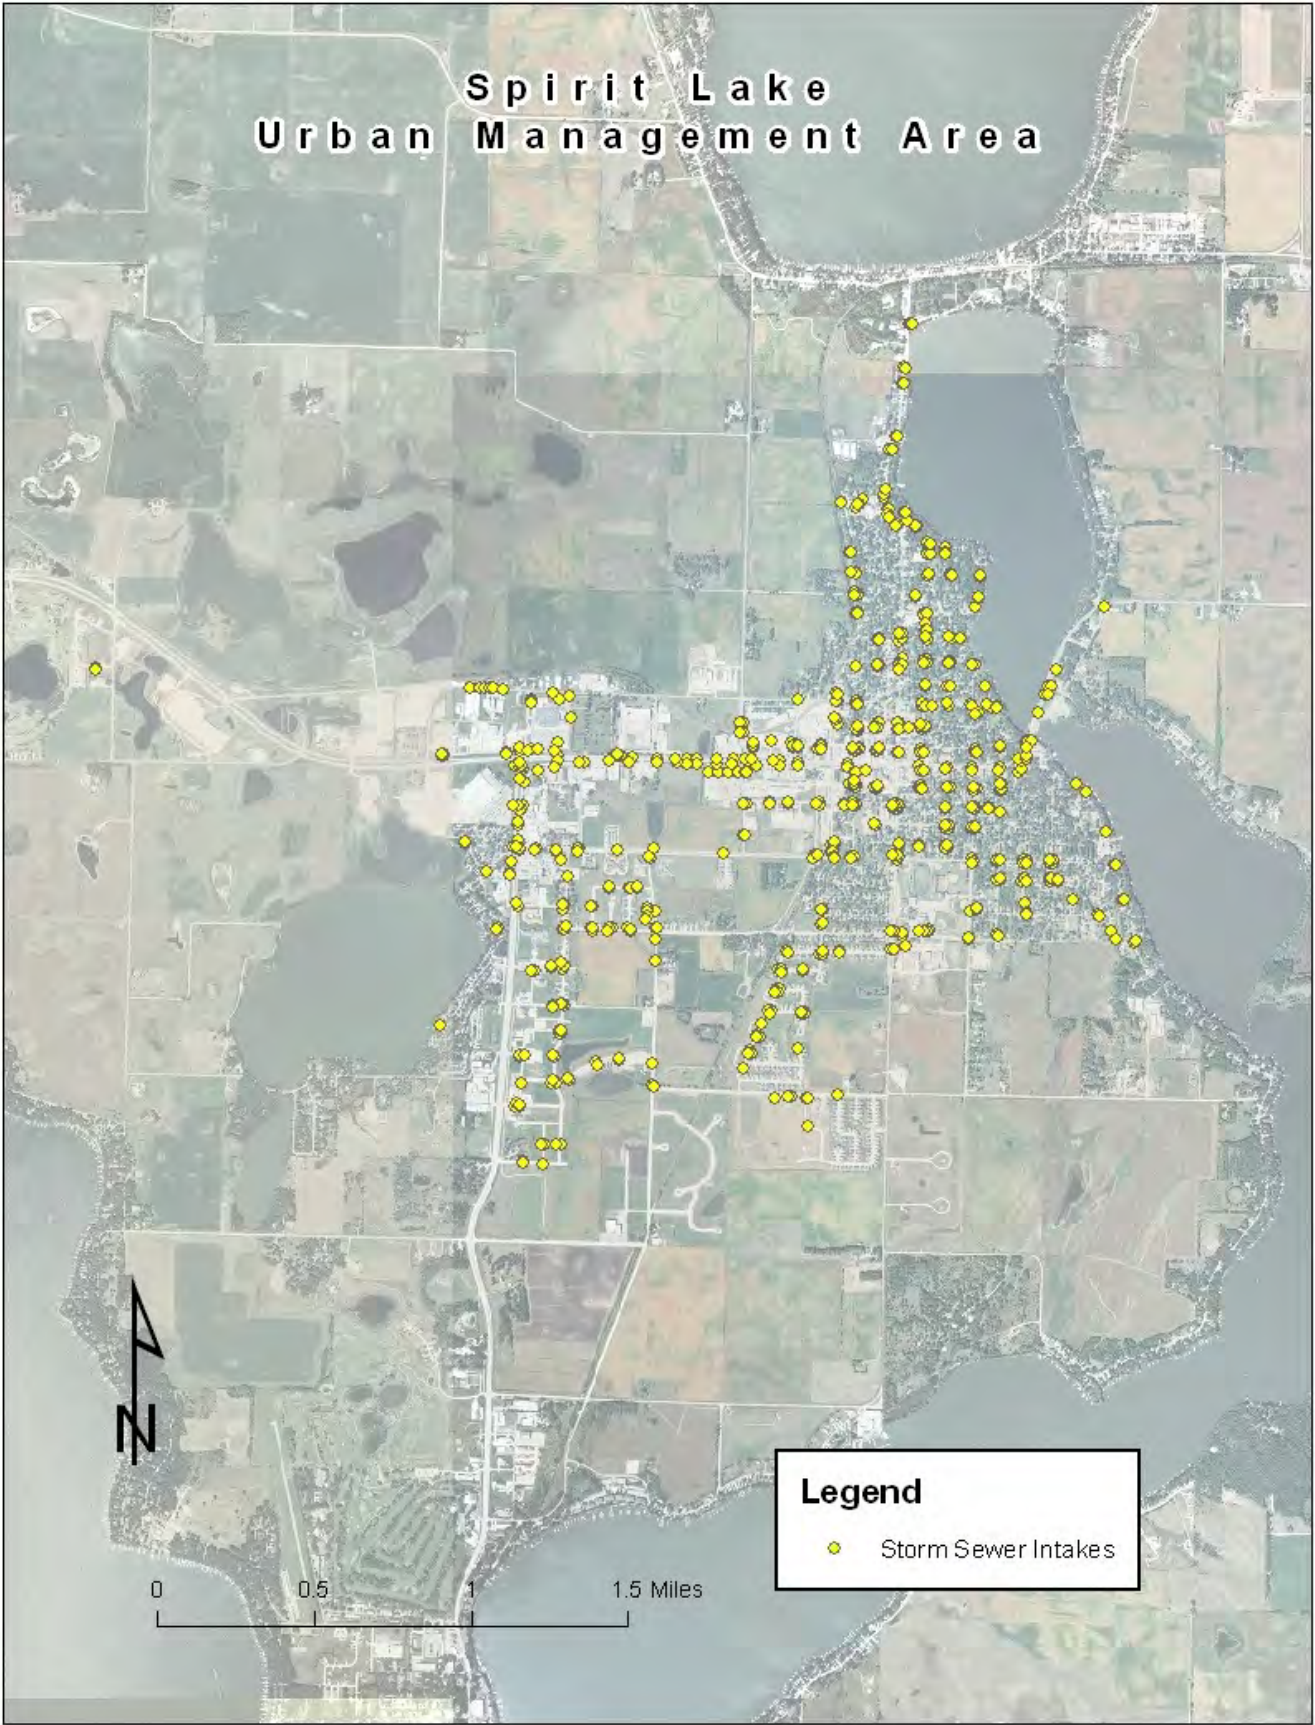 Spirit Lake
Urban Management Area
N
Legend
Storm Sewer Intakes
0 0.5 1 1.5 Miles